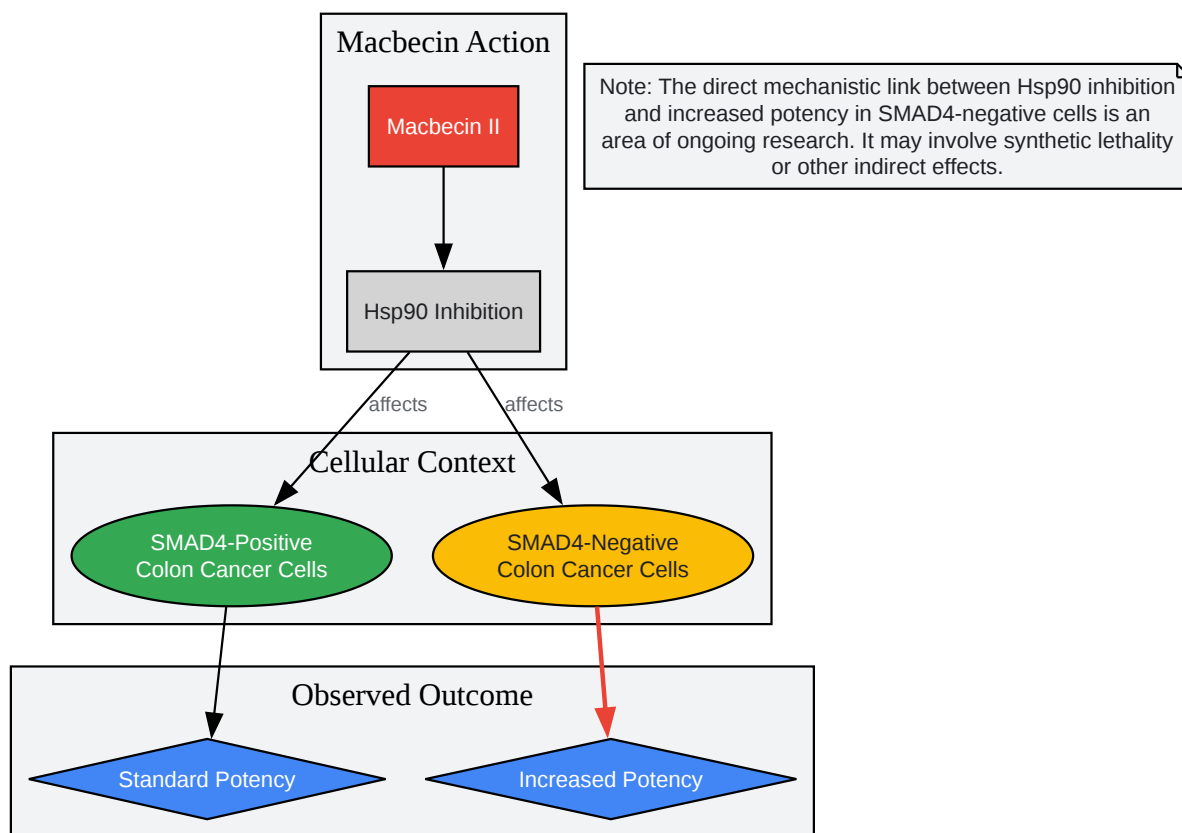 Macbecin Action
Macbecin II
Note: The direct mechanistic link between Hsp90 inhibition
and increased potency in SMAD4-negative cells is an
area of ongoing research. It may involve synthetic lethality
or other indirect effects.
Hsp90 Inhibition
affects
affects
Cellular Context
SMAD4-Positive
Colon Cancer Cells
SMAD4-Negative
Colon Cancer Cells
Observed Outcome
Standard Potency
Increased Potency